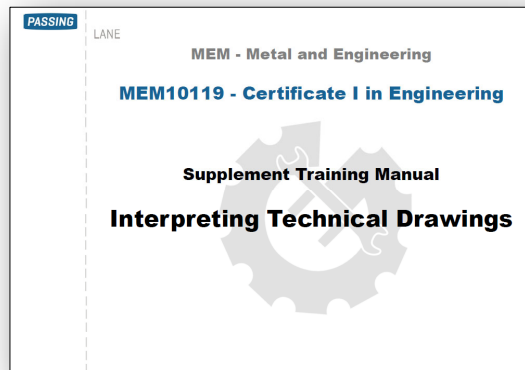 PASSING
LANE
MEM - Metal and Engineering
MEM10119 - Certificate I in Engineering
Supplement Training Manual
Interpreting Technical Drawings